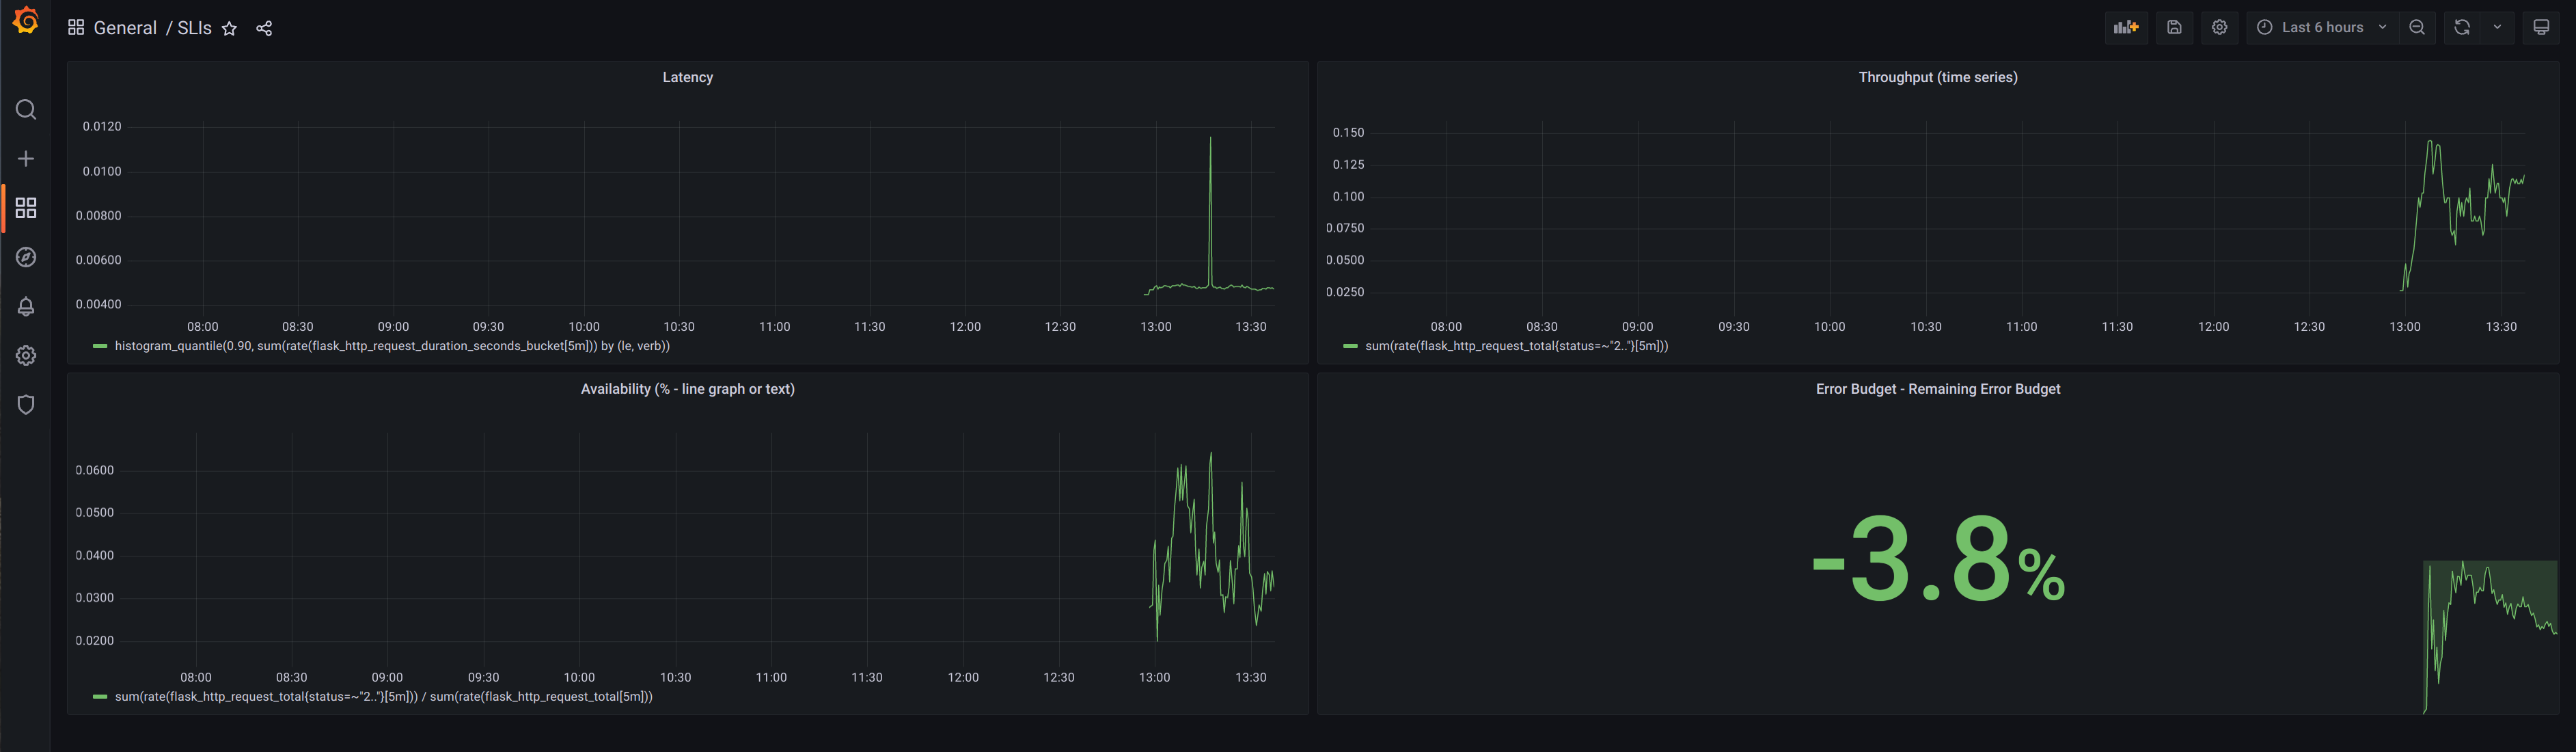 General / SLIs
Last 6 hours
Latency
0.0120
0.0100
0.00800
0.00600
0.00400
08:00 08:30 09:00 09:30 10:00 10:30 11:00 11:30 12:00 12:30 13:00 13:30
histogram_quantile(0.90, sum(rate(flask_http_request_duration_seconds_bucket[5m])) by (le, verb))
Throughput (time series)
0.150
0.125
0.100
0.0750
0.0500
0.0250
08:00 08:30 09:00 09:30 10:00 10:30 11:00 11:30 12:00 12:30 13:00 13:30
sum(rate(flask_http_request_total{status=~"2.."}[5m]))
Availability (% - line graph or text)
0.0600
0.0500
0.0400
0.0300
0.0200
08:00 08:30 09:00 09:30 10:00 10:30 11:00 11:30 12:00 12:30 13:00 13:30
sum(rate(flask_http_request_total{status=~"2.."}[5m])) / sum(rate(flask_http_request_total[5m]))
Error Budget - Remaining Error Budget
-3.8%